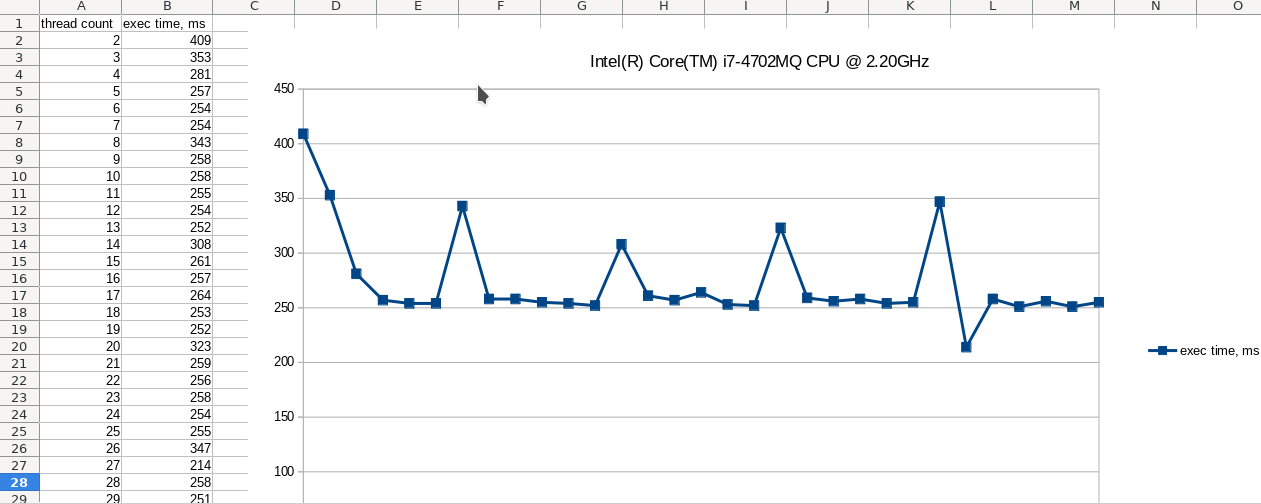 A B C D E F G H I J K L M N O
1 thread count exec time, ms
2 2 409
3 3 353
4 4 281
5 5 257
6 6 254
7 7 254
8 8 343
9 9 258
10 10 258
11 11 255
12 12 254
13 13 252
14 14 308
15 15 261
16 16 257
17 17 264
18 18 253
19 19 252
20 20 323
21 21 259
22 22 256
23 23 258
24 24 254
25 25 255
26 26 347
27 27 214
28 28 258
29 29 251
Intel(R) Core(TM) i7-4702MQ CPU @ 2.20GHz
450
400
350
300
250
200
150
100
exec time, ms